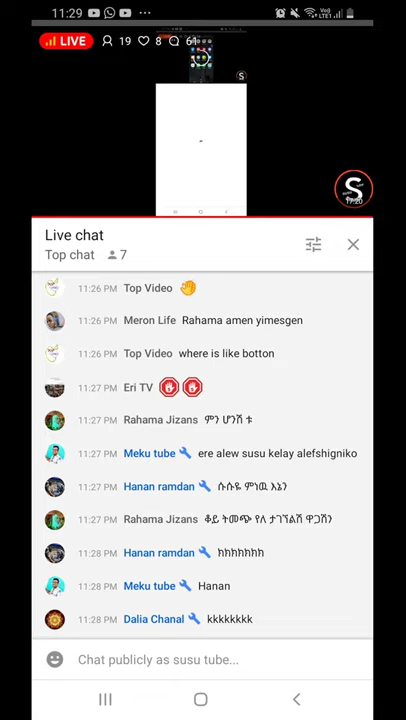 11:29
VoD LTE1
LIVE 19 8 61
S
17:20
Live chat
Top chat 7
11:26 PM Top Video 👋
11:26 PM Meron Life Rahama amen yimesgen
11:26 PM Top Video where is like botton
11:27 PM Eri TV
11:27 PM Rahama Jizans ምን ሆንሽ ቱ
11:27 PM Meku tube ere alew susu kelay alefshigniko
11:27 PM Hanan ramdan ሱሱዬ ምነዉ እኔን
11:27 PM Rahama Jizans ቆይ ትመጭ የለ ታገኘልሽ ዋጋሽን
11:28 PM Hanan ramdan ክክክክክክክ
11:28 PM Meku tube Hanan
11:28 PM Dalia Chanal kkkkkkkk
Chat publicly as susu tube...